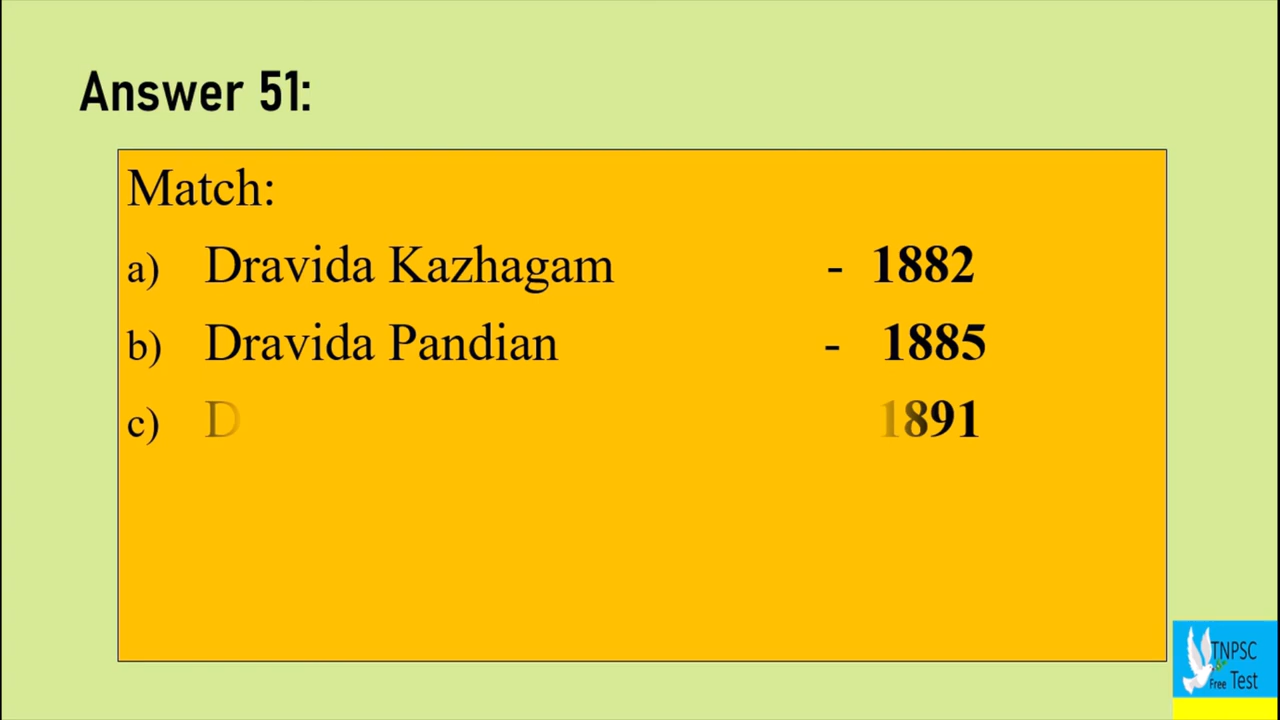 Answer 51:
Match:
a) Dravida Kazhagam - 1882
b) Dravida Pandian - 1885
c) D 1891
TNPSC
Free Test